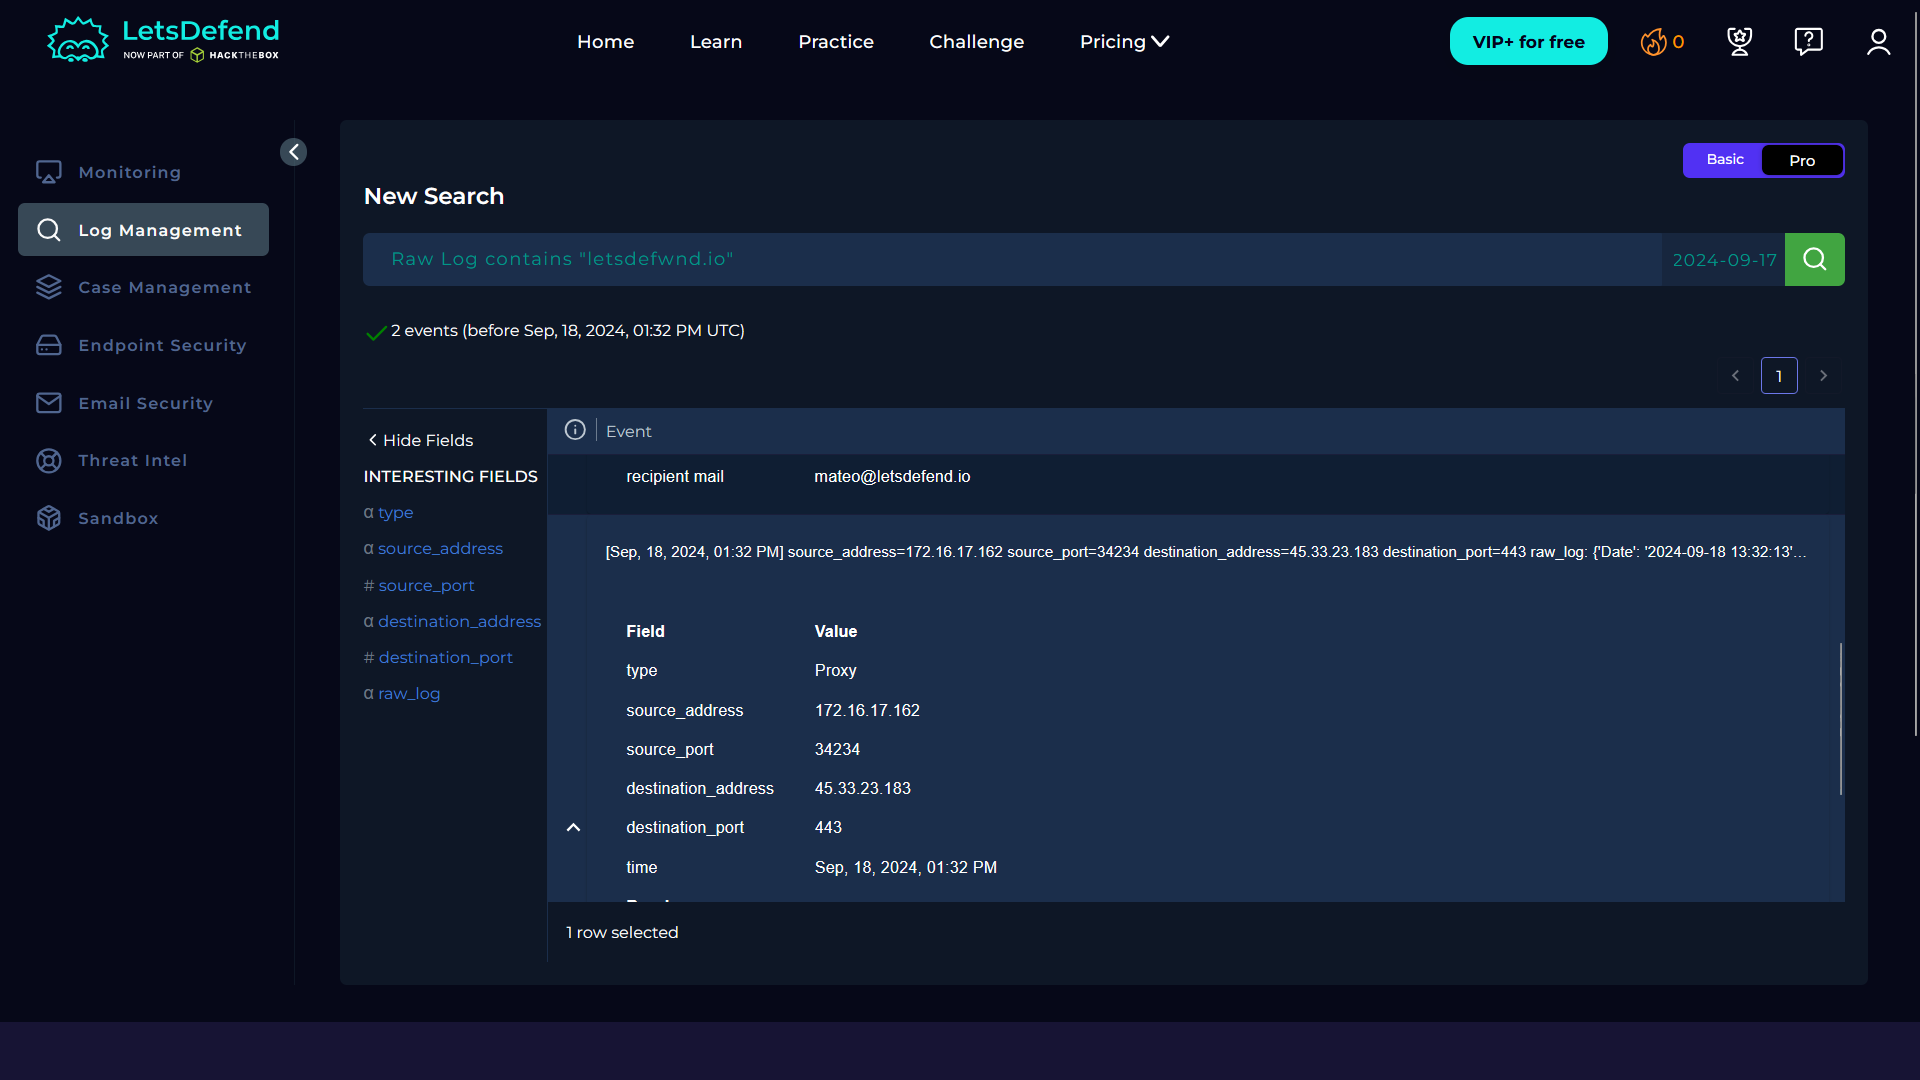 LetsDefend
NOW PART OF HACKTHEBOX
Home
Learn
Practice
Challenge
Pricing
VIP+ for free
0
Monitoring
Log Management
Case Management
Endpoint Security
Email Security
Threat Intel
Sandbox
Basic
Pro
New Search
Raw Log contains "letsdefwnd.io"
2024-09-17
2 events (before Sep, 18, 2024, 01:32 PM UTC)
1
Hide Fields
INTERESTING FIELDS
α type
α source_address
# source_port
α destination_address
# destination_port
α raw_log
Event
recipient mail mateo@letsdefend.io
[Sep, 18, 2024, 01:32 PM] source_address=172.16.17.162 source_port=34234 destination_address=45.33.23.183 destination_port=443 raw_log: {'Date': '2024-09-18 13:32:13'...
Field Value
type Proxy
source_address 172.16.17.162
source_port 34234
destination_address 45.33.23.183
destination_port 443
time Sep, 18, 2024, 01:32 PM
1 row selected